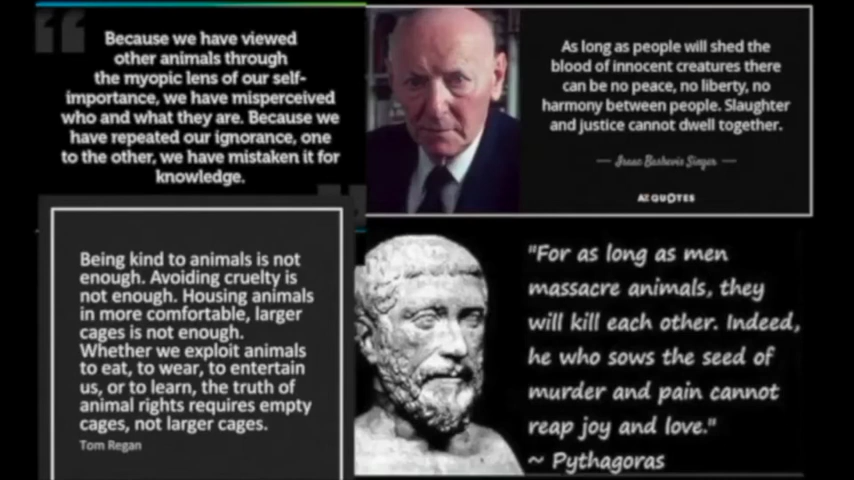 Because we have viewed
other animals through
the myopic lens of our self-
importance, we have misperceived
who and what they are. Because we
have repeated our ignorance, one
to the other, we have mistaken it for
knowledge.
As long as people will shed the
blood of innocent creatures there
can be no peace, no liberty, no
harmony between people. Slaughter
and justice cannot dwell together.
— Isaac Bashevis Singer —
AZ QUOTES
Being kind to animals is not
enough. Avoiding cruelty is
not enough. Housing animals
in more comfortable, larger
cages is not enough.
Whether we exploit animals
to eat, to wear, to entertain
us, or to learn, the truth of
animal rights requires empty
cages, not larger cages.
Tom Regan
"For as long as men
massacre animals, they
will kill each other. Indeed,
he who sows the seed of
murder and pain cannot
reap joy and love."
~ Pythagoras